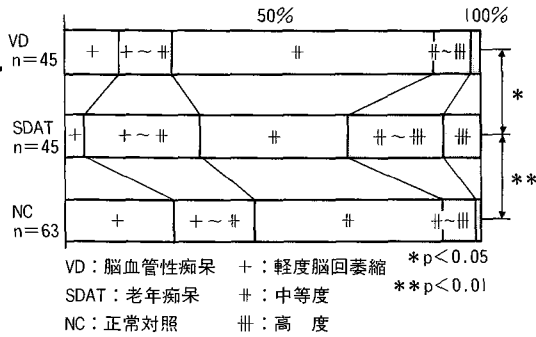 50% 100%
VD + +～⧺ ⧺ ⧺～⧻
n=45
*
SDAT + +～⧺ ⧺ ⧺～⧻ ⧻
n=45
**
NC + +～⧺ ⧺ ⧺～⧻
n=63
VD：脳血管性痴呆 +：軽度脳回萎縮 *p<0.05
SDAT：老年痴呆 ⧺：中等度 **p<0.01
NC：正常対照 ⧻：高 度